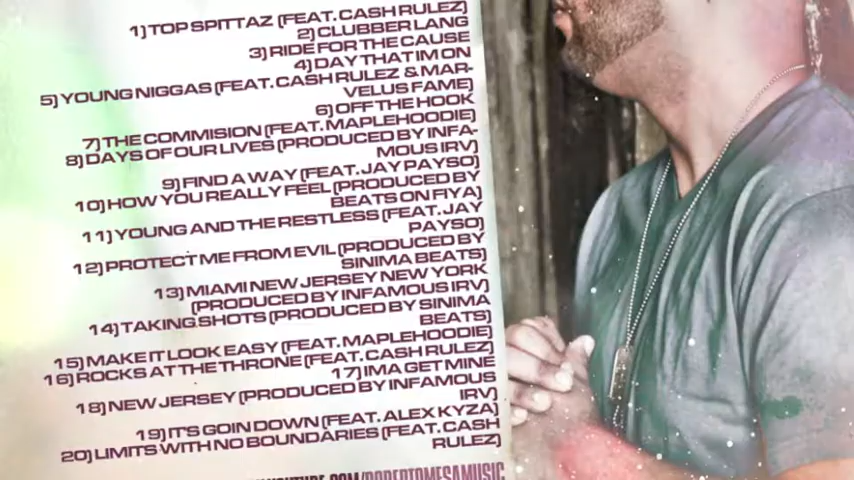 1) TOP SPITTAZ (FEAT. CASH RULEZ)
2) CLUBBER LANG
3) RIDE FOR THE CAUSE
4) DAY THAT IM ON
5) YOUNG NIGGAS (FEAT. CASH RULEZ & MAR-
VELUS FAME)
6) OFF THE HOOK
7) THE COMMISION (FEAT. MAPLEHOODIE)
8) DAYS OF OUR LIVES (PRODUCED BY INFA-
MOUS IRV)
9) FIND A WAY (FEAT. JAY PAYSO)
10) HOW YOU REALLY FEEL (PRODUCED BY
BEATS ON FIYA)
11) YOUNG AND THE RESTLESS (FEAT. JAY
PAYSO)
12) PROTECT ME FROM EVIL (PRODUCED BY
SINIMA BEATS)
13) MIAMI NEW JERSEY NEW YORK
(PRODUCED BY INFAMOUS IRV)
14) TAKING SHOTS (PRODUCED BY SINIMA
BEATS)
15) MAKE IT LOOK EASY (FEAT. MAPLEHOODIE)
16) ROCKS AT THE THRONE (FEAT. CASH RULEZ)
17) IMA GET MINE
18) NEW JERSEY (PRODUCED BY INFAMOUS
IRV)
19) IT'S GOIN DOWN (FEAT. ALEX KYZA)
20) LIMITS WITH NO BOUNDARIES (FEAT. CASH
RULEZ)
YOUTUBE.COM/ROBERTOMESAMUSIC